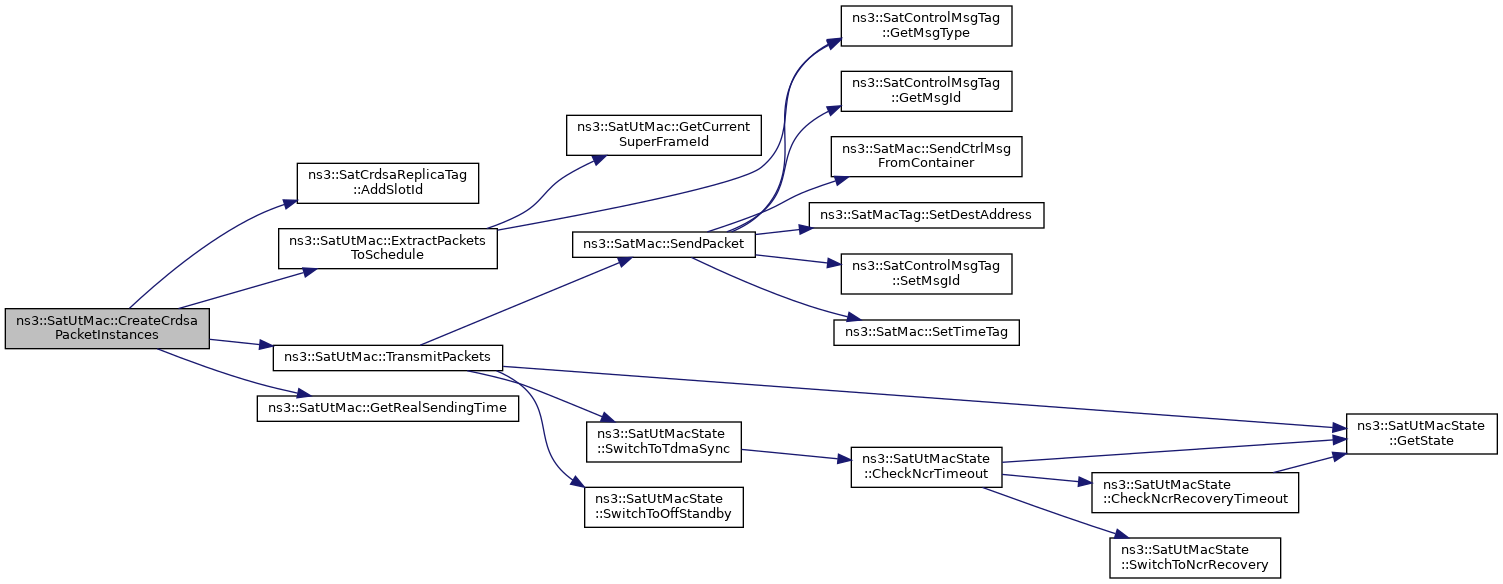 ns3::SatUtMac::CreateCrdsa
PacketInstances
ns3::SatCrdsaReplicaTag
::AddSlotId
ns3::SatUtMac::ExtractPackets
ToSchedule
ns3::SatUtMac::TransmitPackets
ns3::SatUtMac::GetRealSendingTime
ns3::SatUtMac::GetCurrent
SuperFrameId
ns3::SatMac::SendPacket
ns3::SatUtMacState
::SwitchToTdmaSync
ns3::SatUtMacState
::SwitchToOffStandby
ns3::SatControlMsgTag
::GetMsgType
ns3::SatControlMsgTag
::GetMsgId
ns3::SatMac::SendCtrlMsg
FromContainer
ns3::SatMacTag::SetDestAddress
ns3::SatControlMsgTag
::SetMsgId
ns3::SatMac::SetTimeTag
ns3::SatUtMacState
::CheckNcrTimeout
ns3::SatUtMacState
::CheckNcrRecoveryTimeout
ns3::SatUtMacState
::SwitchToNcrRecovery
ns3::SatUtMacState
::GetState